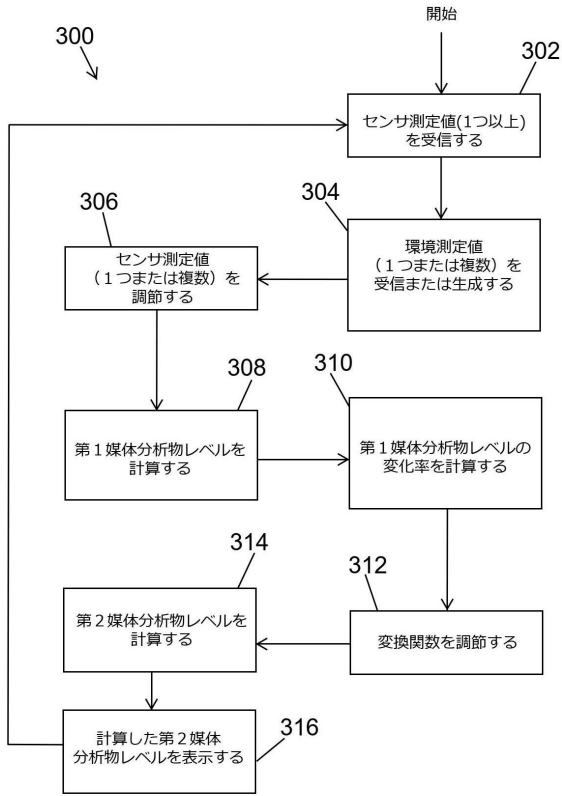 開始
300
302
センサ測定値(1つ以上)
を受信する
304
環境測定値
（１つまたは複数）を
受信または生成する
306
センサ測定値
（１つまたは複数）を
調節する
308
第１媒体分析物レベルを
計算する
310
第１媒体分析物レベルの
変化率を計算する
312
変換関数を調節する
314
第２媒体分析物レベルを
計算する
316
計算した第２媒体
分析物レベルを表示する